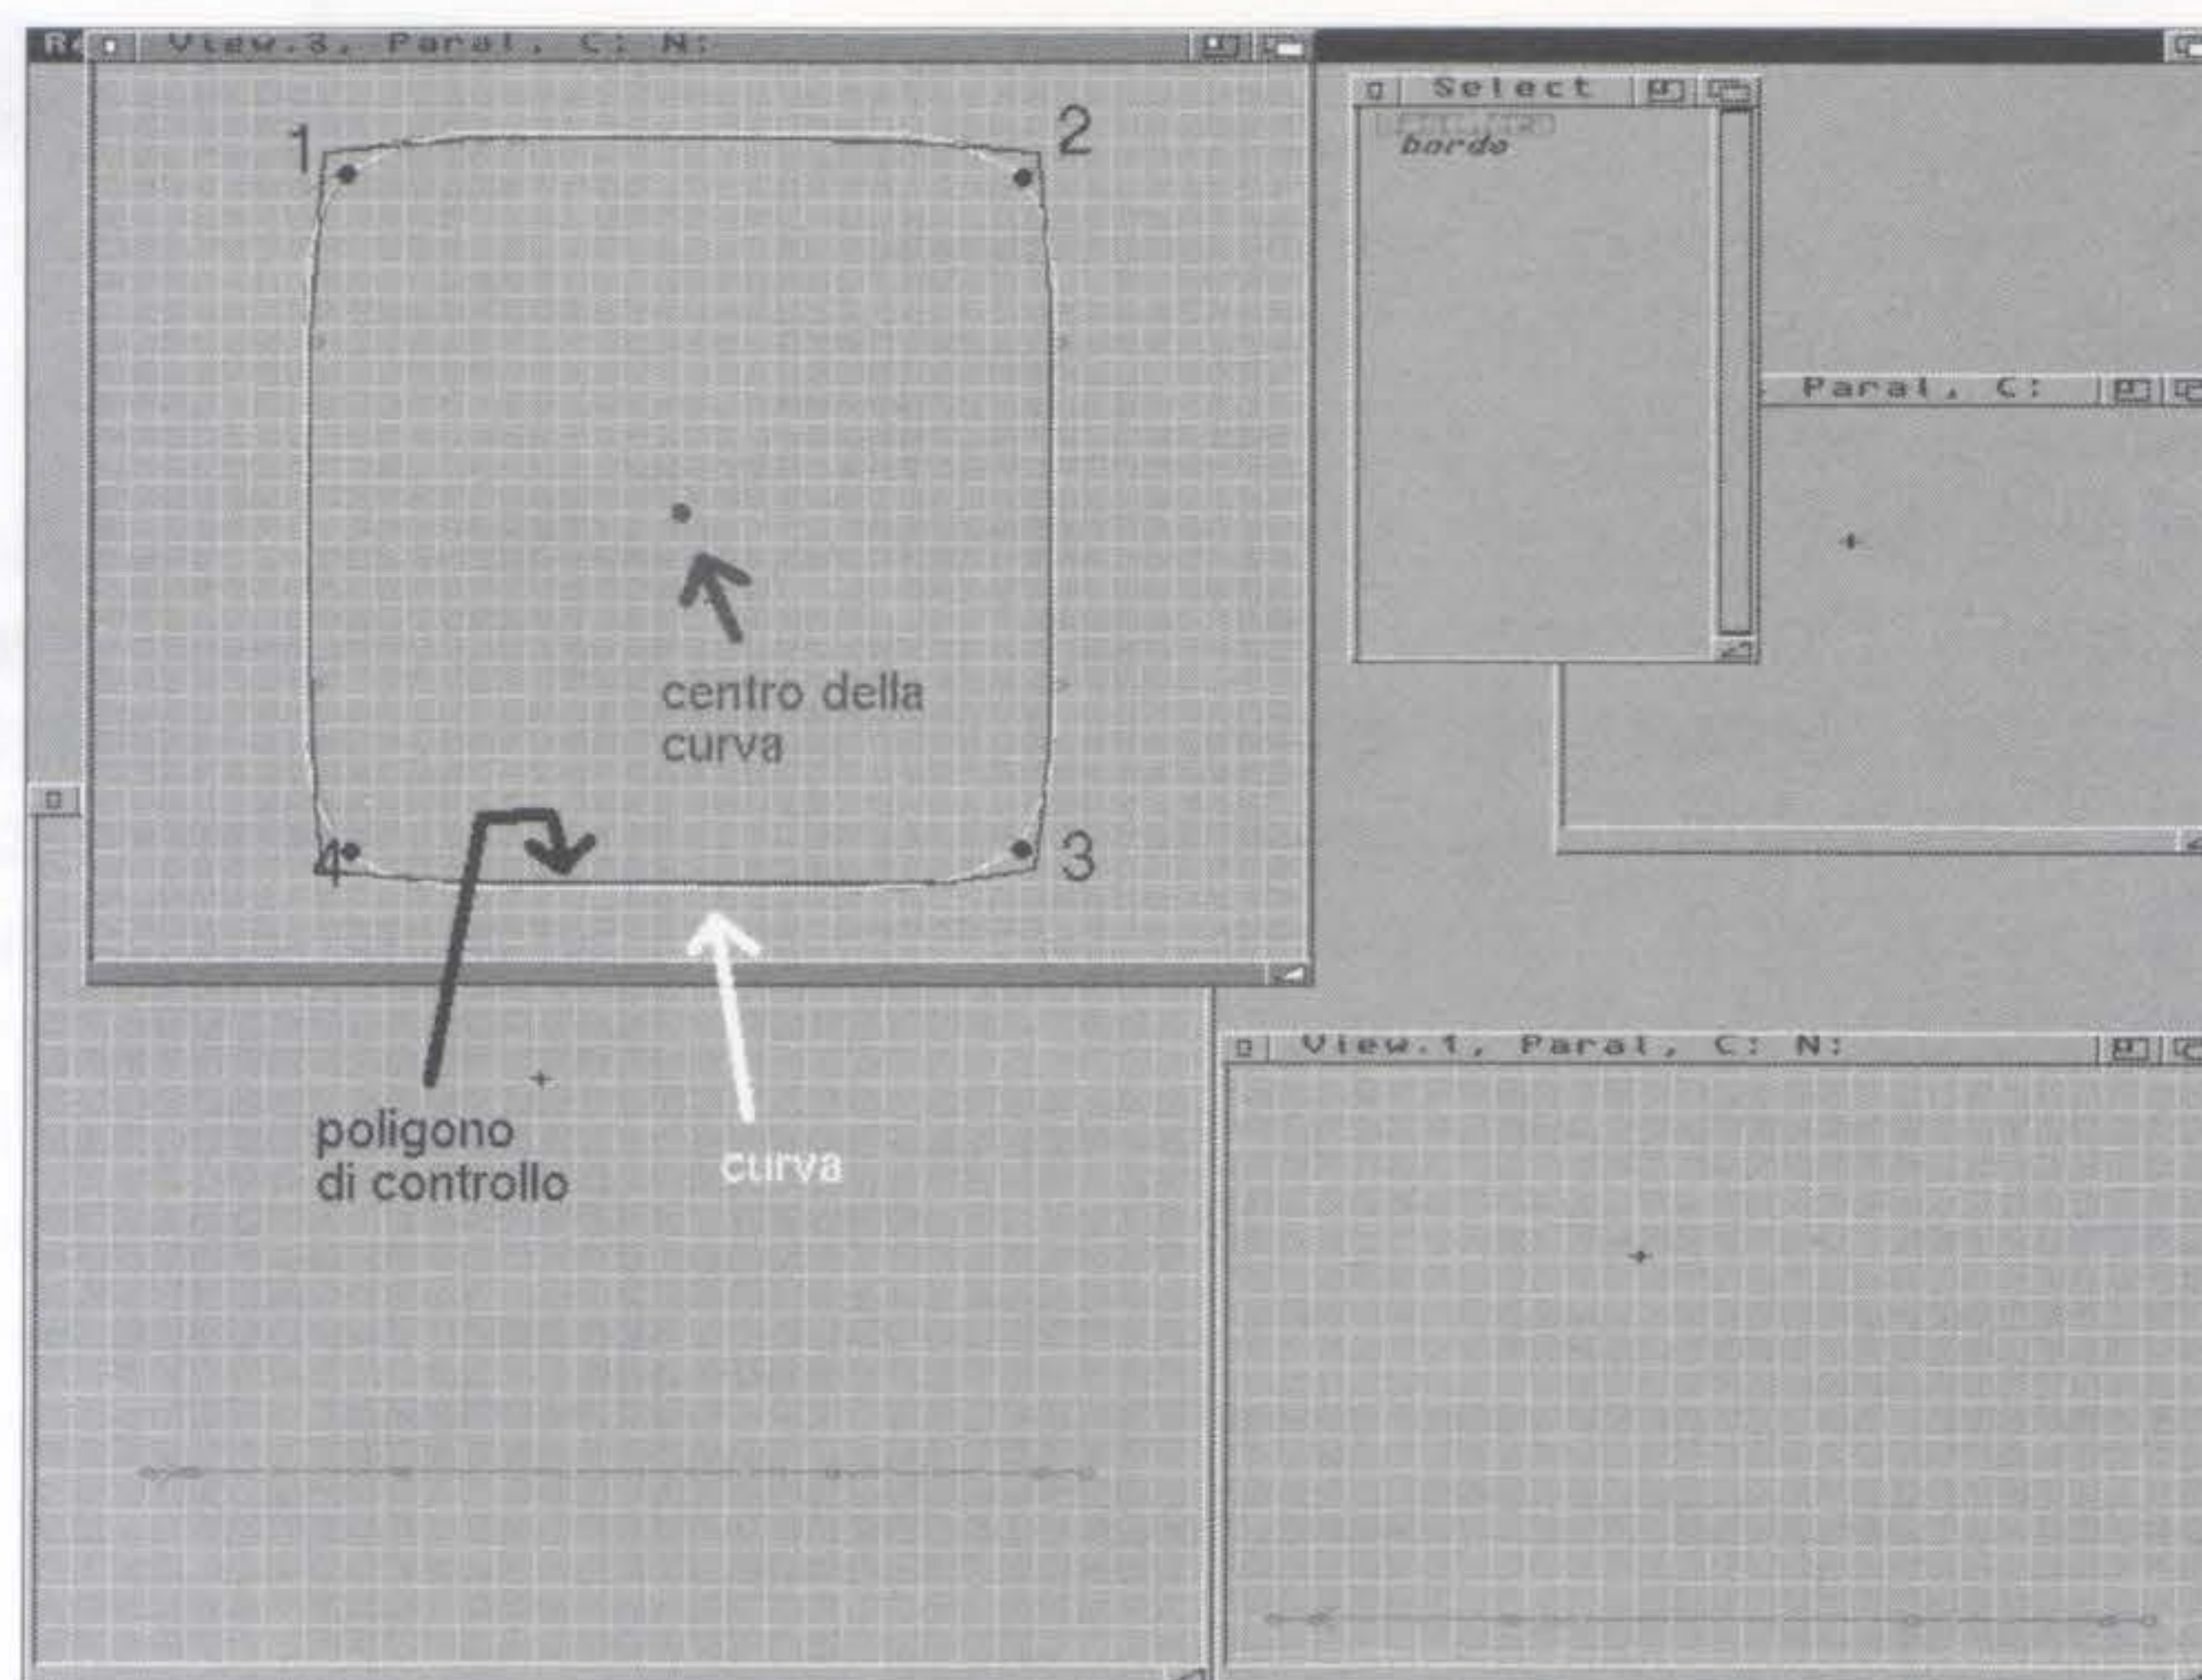 View.3, Paral, C: N:
Select
bordo
1
2
Paral, C:
centro della
curva
4
3
View.1, Paral, C: N:
poligono
di controllo
curva